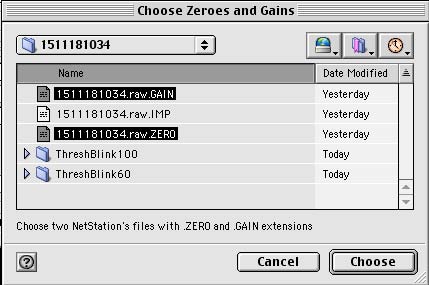 Choose Zeroes and Gains
1511181034
Name Date Modified
1511181034.raw.GAIN Yesterday
1511181034.raw.IMP Yesterday
1511181034.raw.ZERO Yesterday
ThreshBlink100 Today
ThreshBlink60 Today
Choose two NetStation's files with .ZERO and .GAIN extensions
? Cancel Choose